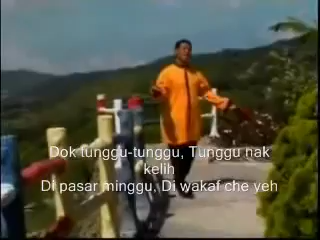 Dok tunggu-tunggu, Tunggu nak
kelih
Di pasar minggu, Di wakaf che yeh